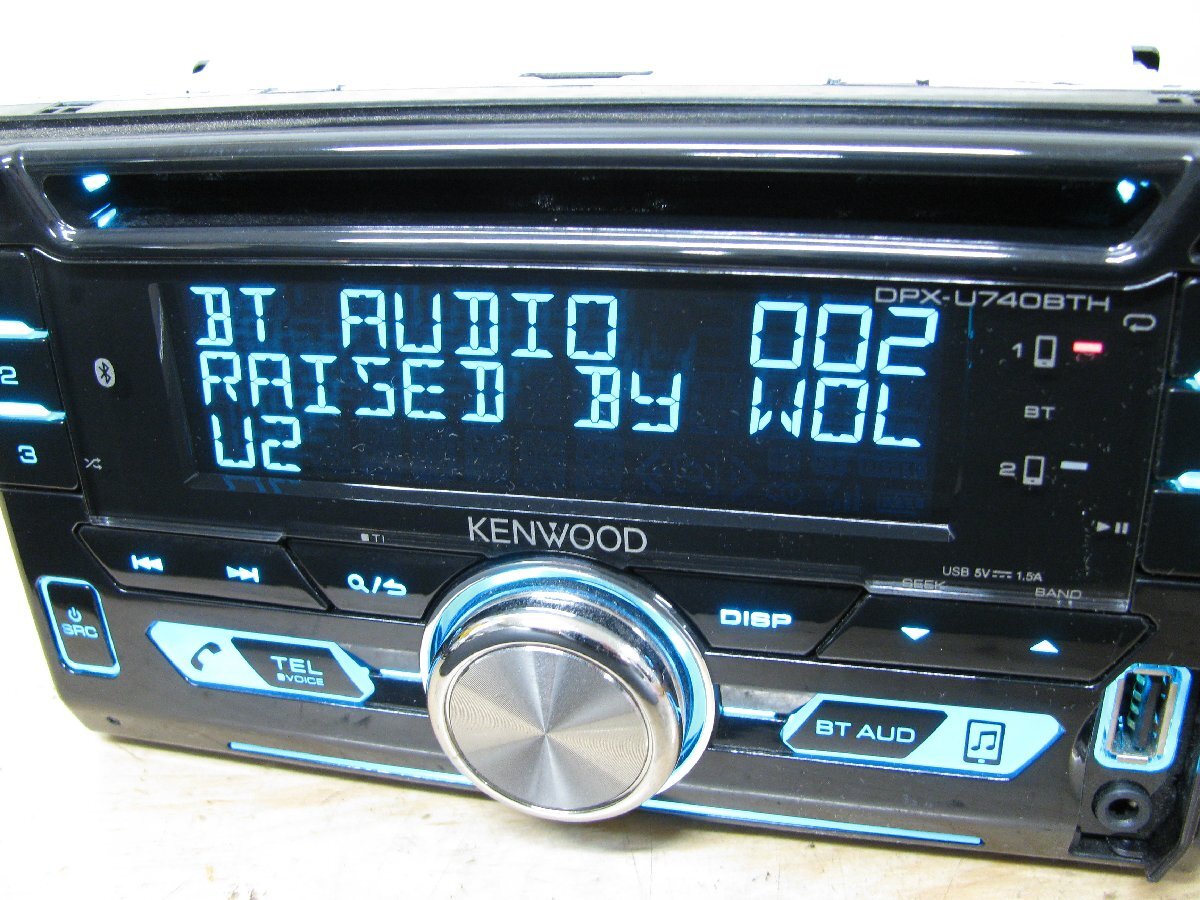 DPX-U740BTH
BT AUDIO 002
RAISED BY WOL
U2
1
BT
2
2
3
KENWOOD
USB 5V 1.5A
SEEK
BAND
SRC
TEL
VOICE
DISP
BT AUD